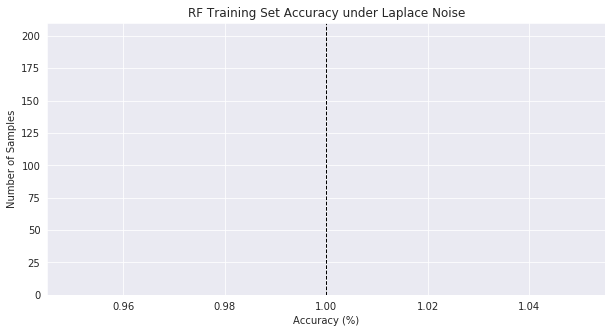 RF Training Set Accuracy under Laplace Noise
Number of Samples
200
175
150
125
100
75
50
25
0
0.96 0.98 1.00 1.02 1.04
Accuracy (%)